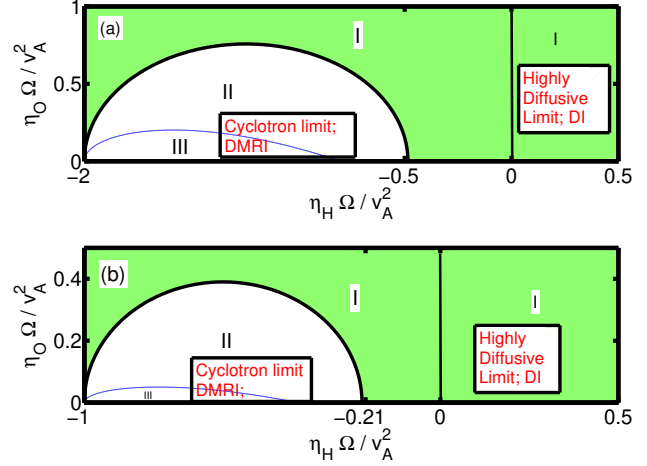 (a)
I
I
1
0.5
0
η_O Ω / v_A^2
II
III
Cyclotron limit;
DMRI
Highly
Diffusive
Limit; DI
−2
−0.5
0
0.5
η_H Ω / v_A^2
(b)
I
I
0.4
0.2
0
η_O Ω / v_A^2
II
III
Cyclotron limit
DMRI;
Highly
Diffusive
Limit; DI
−1
−0.21
0
0.5
η_H Ω / v_A^2